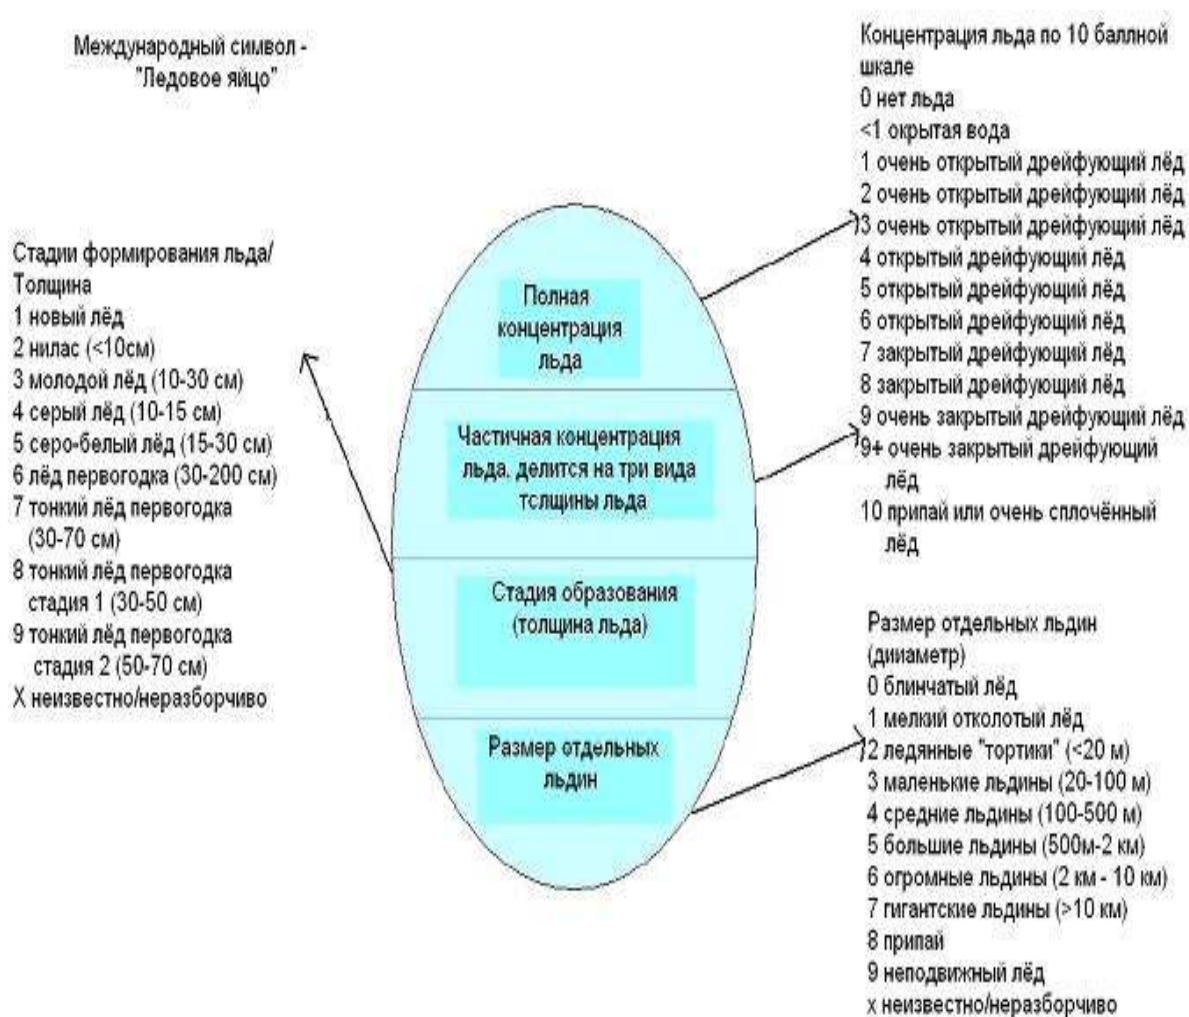 Международный символ -
"Ледовое яйцо"
Стадии формирования льда/
Толщина
1 новый лёд
2 нилас (<10см)
3 молодой лёд (10-30 см)
4 серый лёд (10-15 см)
5 серо-белый лёд (15-30 см)
6 лёд первогодка (30-200 см)
7 тонкий лёд первогодка
(30-70 см)
8 тонкий лёд первогодка
стадия 1 (30-50 см)
9 тонкий лёд первогодка
стадия 2 (50-70 см)
X неизвестно/неразборчиво
Полная
концентрация
льда
Частичная концентрация
льда, делится на три вида
толщины льда
Стадия образования
(толщина льда)
Размер отдельных
льдин
Концентрация льда по 10 баллной
шкале
0 нет льда
<1 окрытая вода
1 очень открытый дрейфующий лёд
2 очень открытый дрейфующий лёд
3 очень открытый дрейфующий лёд
4 открытый дрейфующий лёд
5 открытый дрейфующий лёд
6 открытый дрейфующий лёд
7 закрытый дрейфующий лёд
8 закрытый дрейфующий лёд
9 очень закрытый дрейфующий лёд
9+ очень закрытый дрейфующий
лёд
10 припай или очень сплочённый
лёд
Размер отдельных льдин
(дииаметр)
0 блинчатый лёд
1 мелкий отколотый лёд
2 ледянные "тортики" (<20 м)
3 маленькие льдины (20-100 м)
4 средние льдины (100-500 м)
5 большие льдины (500м-2 км)
6 огромные льдины (2 км - 10 км)
7 гигантские льдины (>10 км)
8 припай
9 неподвижный лёд
x неизвестно/неразборчиво